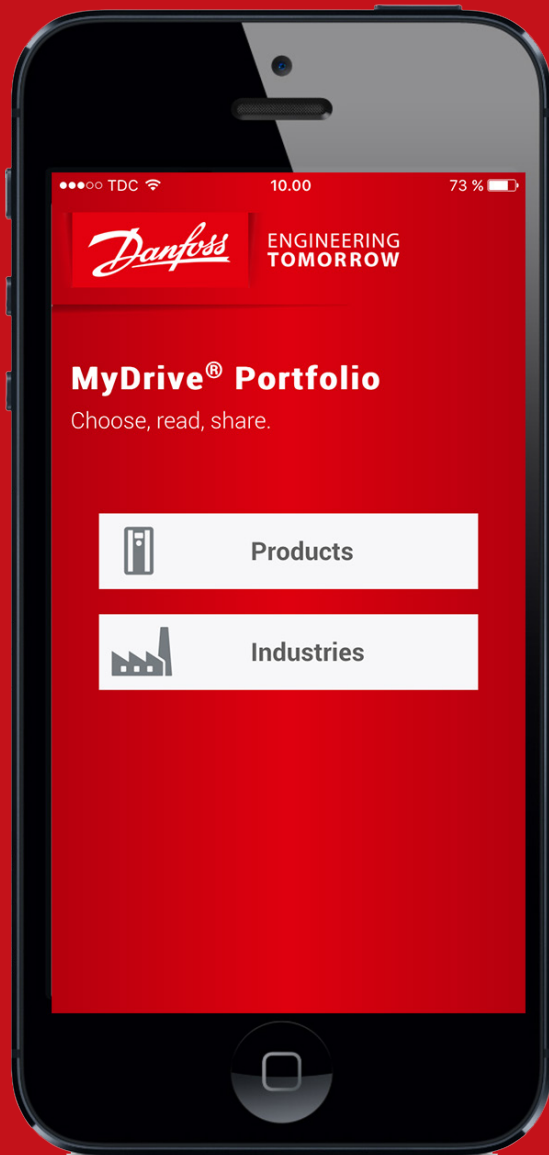 TDC
10.00
73 %
Danfoss
ENGINEERING
TOMORROW
MyDrive® Portfolio
Choose, read, share.
Products
Industries